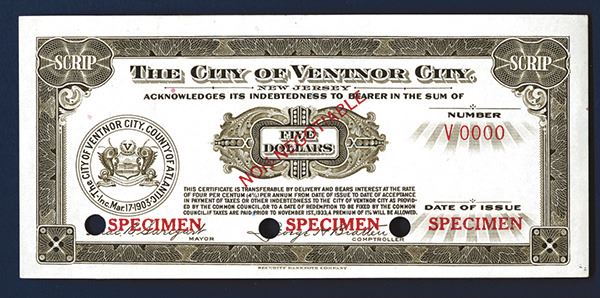 SCRIP
SCRIP
THE CITY OF VENTNOR CITY,
NEW JERSEY
ACKNOWLEDGES ITS INDEBTEDNESS TO BEARER IN THE SUM OF
NUMBER
V 0000
FIVE
DOLLARS
NON-NEGOTIABLE
THE CITY OF VENTNOR CITY, COUNTY OF ATLANTIC
Inc. Mar. 17-1903
V
THIS CERTIFICATE IS TRANSFERABLE BY DELIVERY AND BEARS INTEREST AT THE RATE
OF FOUR PER CENTUM (4%) PER ANNUM FROM DATE OF ISSUE TO DATE OF ACCEPTANCE
IN PAYMENT OF TAXES OR OTHER INDEBTEDNESS TO THE CITY OF VENTNOR CITY AS PROVID-
ED BY THE COMMON COUNCIL, OR TO A DATE OF REDEMPTION TO BE FIXED BY THE COMMON
COUNCIL. IF TAXES ARE PAID PRIOR TO NOVEMBER 1ST, 1933, A PREMIUM OF 1% WILL BE ALLOWED.
DATE OF ISSUE
SPECIMEN
SPECIMEN
SPECIMEN
MAYOR
COMPTROLLER
SECURITY BANKNOTE COMPANY